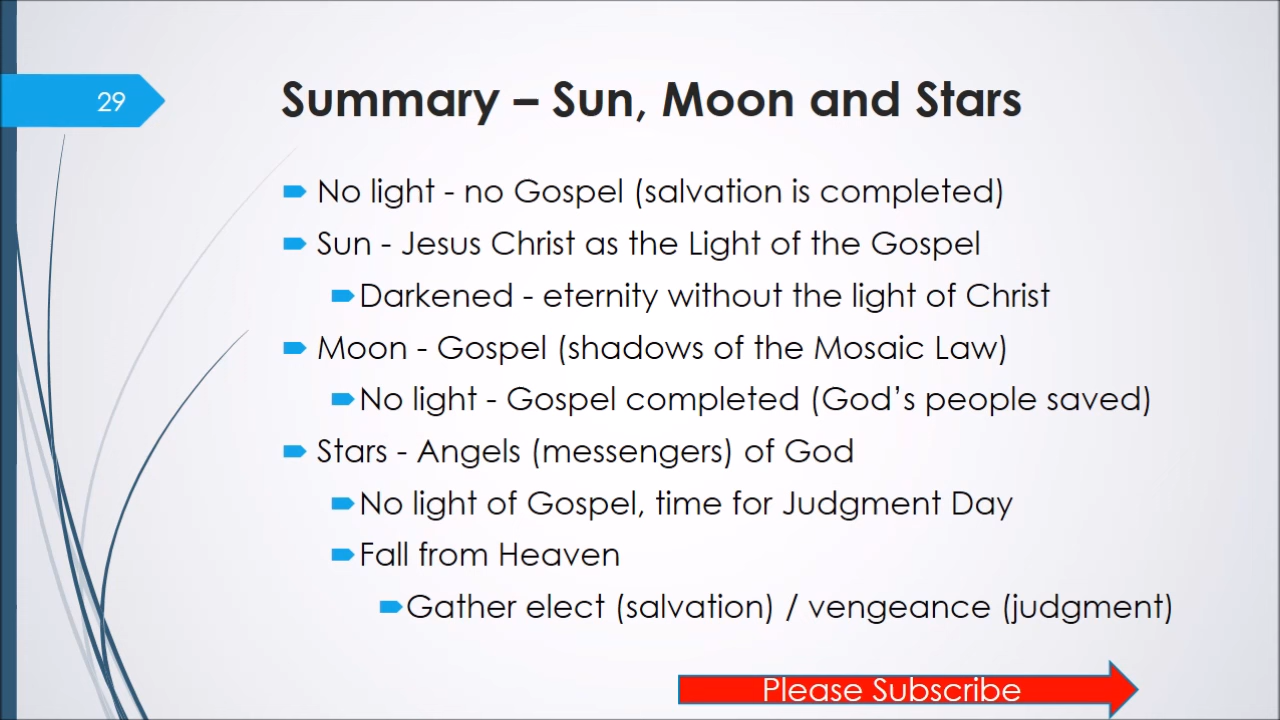 29
Summary – Sun, Moon and Stars
No light - no Gospel (salvation is completed)
Sun - Jesus Christ as the Light of the Gospel
Darkened - eternity without the light of Christ
Moon - Gospel (shadows of the Mosaic Law)
No light - Gospel completed (God’s people saved)
Stars - Angels (messengers) of God
No light of Gospel, time for Judgment Day
Fall from Heaven
Gather elect (salvation) / vengeance (judgment)
Please Subscribe